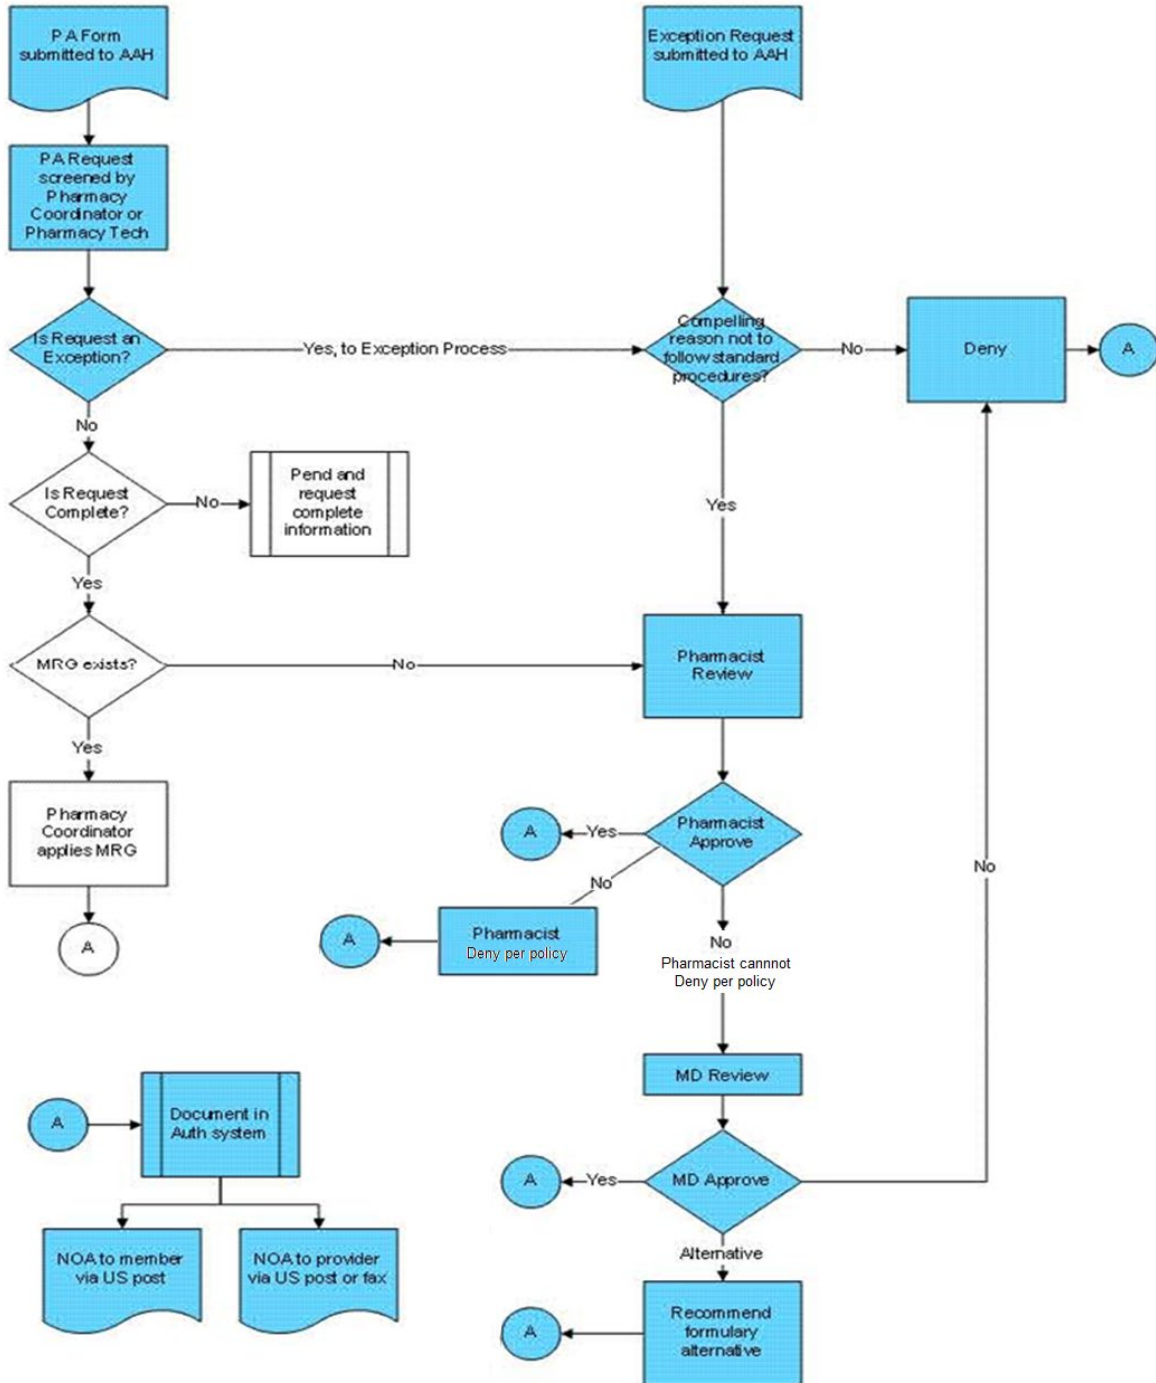 PA Form
submitted to AAH
Exception Request
submitted to AAH
PA Request
screened by
Pharmacy
Coordinator or
Pharmacy Tech
Is Request an
Exception?
Yes, to Exception Process
Compelling
reason not to
follow standard
procedures?
No
Deny
A
No
Is Request
Complete?
No
Pend and
request
complete
information
Yes
Yes
MRG exists?
No
Pharmacist
Review
Yes
Pharmacy
Coordinator
applies MRG
A
Pharmacist
Approve
Yes
A
No
Pharmacist
Deny per policy
A
No
Pharmacist cannnot
Deny per policy
No
MD Review
MD Approve
Yes
A
Alternative
Recommend
formulary
alternative
A
A
Document in
Auth system
NOA to member
via US post
NOA to provider
via US post or fax